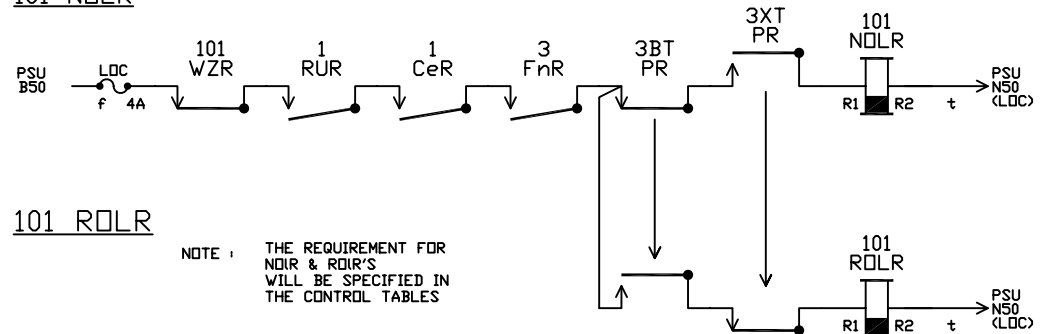 101 NOLR
3XT
PR
101
NOLR
101
WZR
1
RUR
1
CeR
3
FnR
3BT
PR
PSU
B50
LOC
f 4A
R1 R2 t
PSU
N50
(LOC)
101 ROLR
NOTE : THE REQUIREMENT FOR
NOlR & ROlR'S
WILL BE SPECIFIED IN
THE CONTROL TABLES
101
ROLR
R1 R2 t
PSU
N50
(LOC)